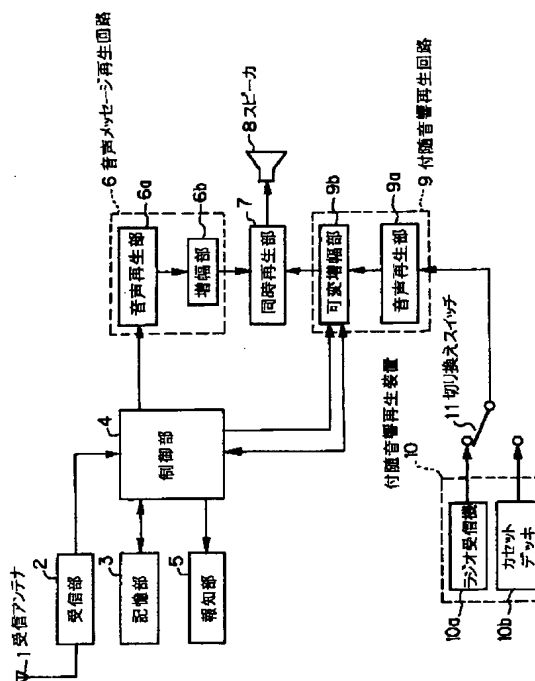 1 受信アンテナ
2
受信部
3
記憶部
5
報知部
4
制御部
6 音声メッセージ再生回路
6a
音声再生部
6b
増幅部
7
同時再生部
8 スピーカ
9b
可変増幅部
9a
音声再生部
9 付随音響再生回路
付随音響再生装置
10
11 切り換えスイッチ
10a
ラジオ受信機
10b
カセット
デッキ